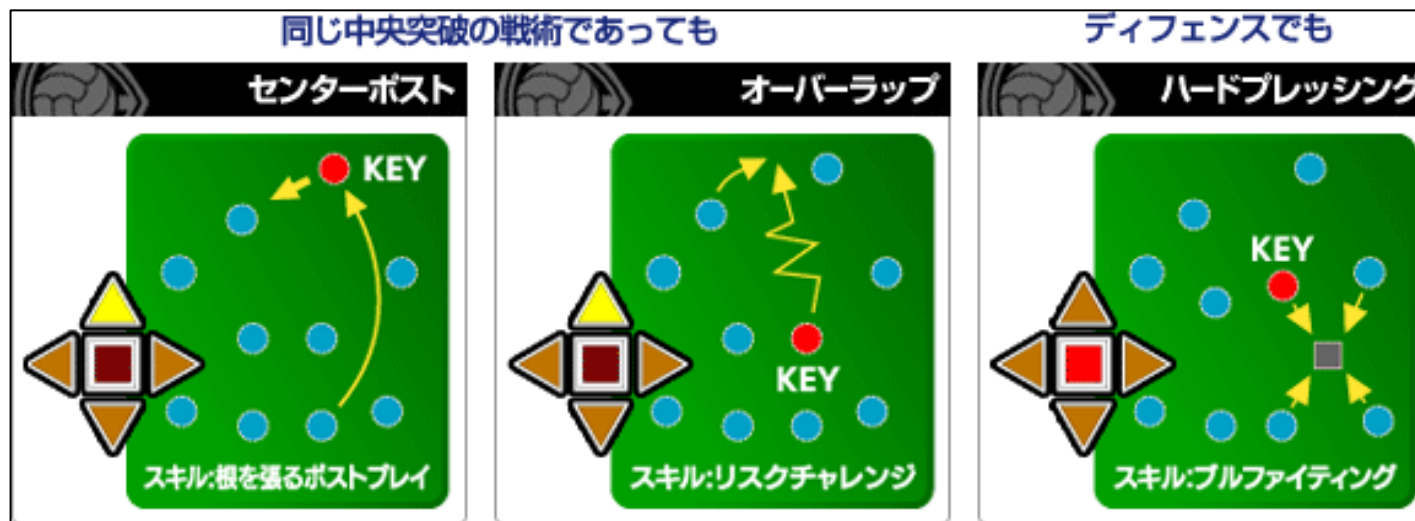 同じ中央突破の戦術であっても
ディフェンスでも
センターポスト
KEY
スキル:根を張るポストプレイ
オーバーラップ
KEY
スキル:リスクチャレンジ
ハードプレッシング
KEY
スキル:ブルファイティング